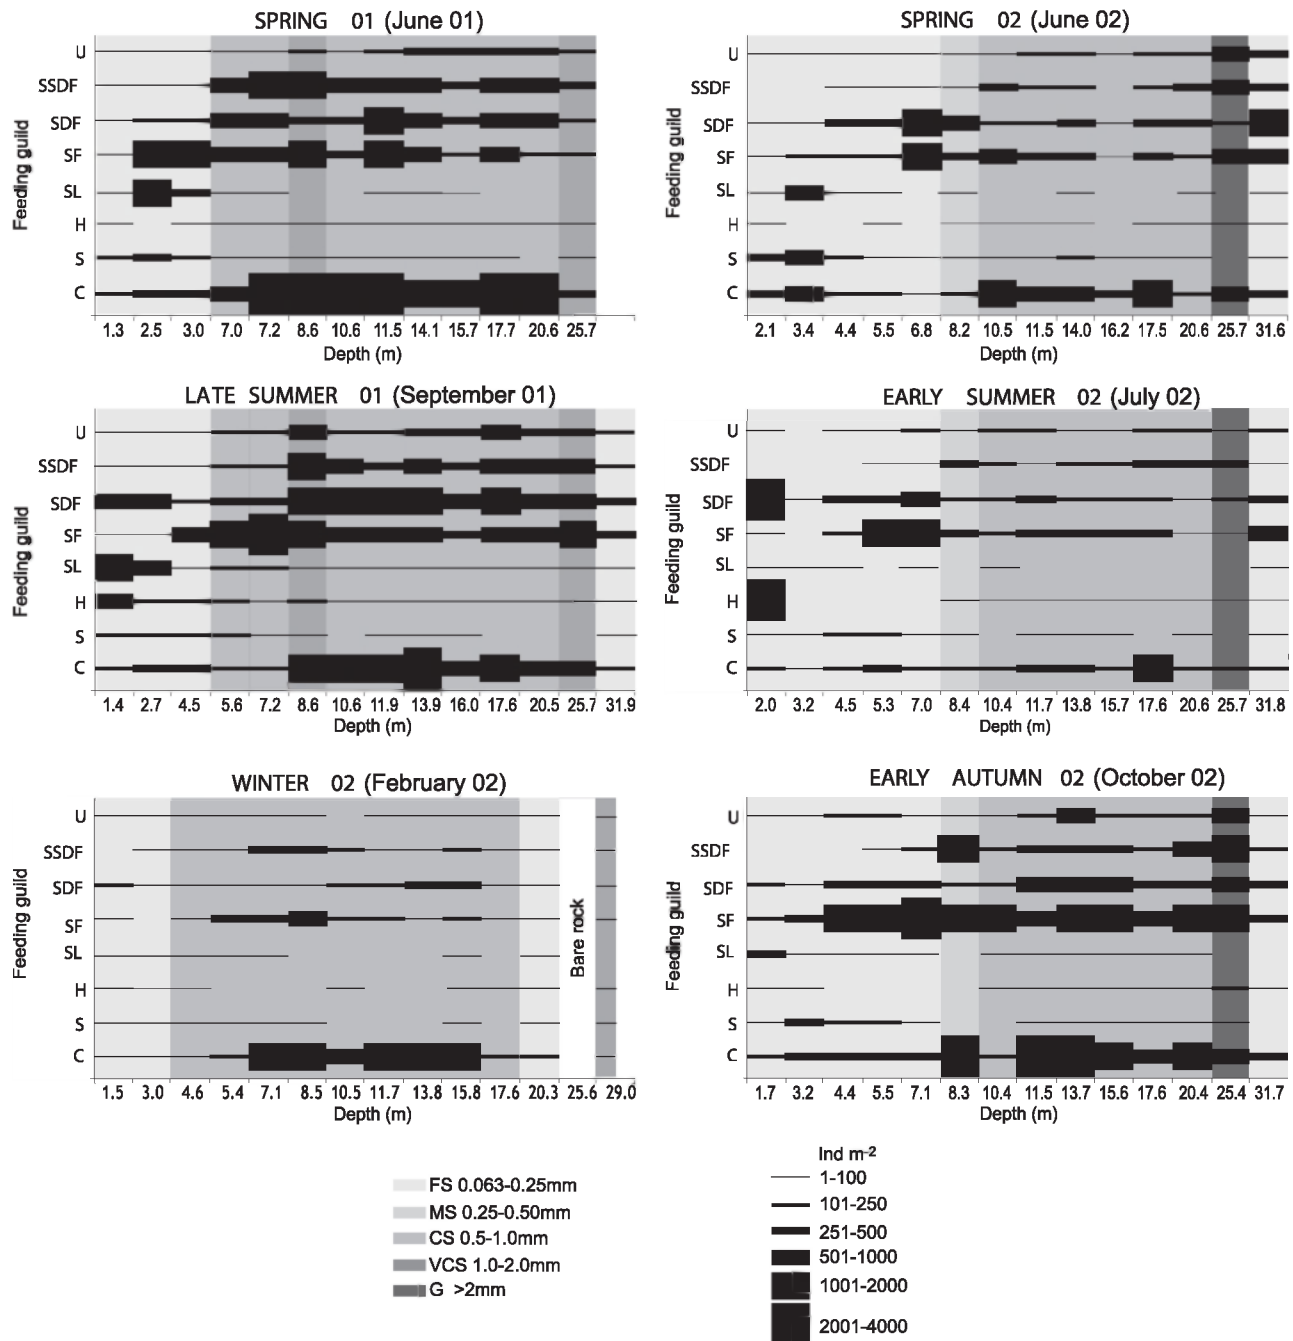 SPRING 01 (June 01)
Feeding guild
U
SSDF
SDF
SF
SL
H
S
C
1.3 2.5 3.0 7.0 7.2 8.6 10.6 11.5 14.1 15.7 17.7 20.6 25.7
Depth (m)
SPRING 02 (June 02)
Feeding guild
U
SSDF
SDF
SF
SL
H
S
C
2.1 3.4 4.4 5.5 6.8 8.2 10.5 11.5 14.0 16.2 17.5 20.6 25.7 31.6
Depth (m)
LATE SUMMER 01 (September 01)
Feeding guild
U
SSDF
SDF
SF
SL
H
S
C
1.4 2.7 4.5 5.6 7.2 8.6 10.6 11.9 13.9 16.0 17.6 20.5 25.7 31.9
Depth (m)
EARLY SUMMER 02 (July 02)
Feeding guild
U
SSDF
SDF
SF
SL
H
S
C
2.0 3.2 4.5 5.3 7.0 8.4 10.4 11.7 13.8 15.8 17.6 20.6 25.7 31.8
Depth (m)
WINTER 02 (February 02)
Feeding guild
U
SSDF
SDF
SF
SL
H
S
C
Bare rock
1.5 3.0 4.6 5.4 7.1 8.5 10.5 11.7 13.8 15.8 17.6 20.3 25.6 29.0
Depth (m)
EARLY AUTUMN 02 (October 02)
Feeding guild
U
SSDF
SDF
SF
SL
H
S
C
1.7 3.2 4.4 5.5 7.1 8.3 10.4 11.5 13.7 15.6 17.6 20.4 25.4 31.7
Depth (m)
FS 0.063-0.25mm
MS 0.25-0.50mm
CS 0.5-1.0mm
VCS 1.0-2.0mm
G >2mm
Ind m⁻²
1-100
101-250
251-500
501-1000
1001-2000
2001-4000